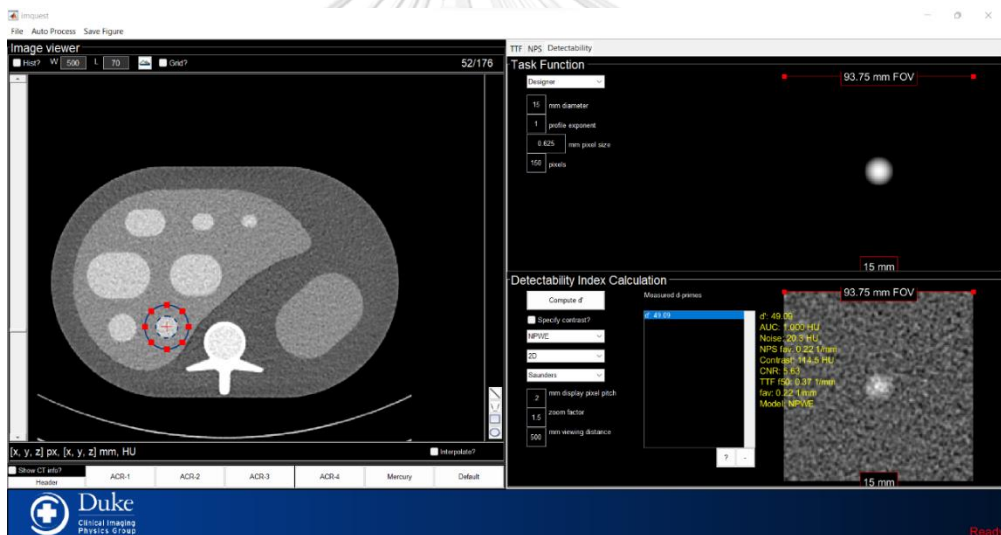 imquest
File Auto Process Save Figure
Image viewer
Hist? W 500 L 70 Grid? 52/176
[x, y, z] px, [x, y, z] mm, HU
Interpolate?
Show CT info?
Header ACR-1 ACR-2 ACR-3 ACR-4 Mercury Default
TTF NPS Detectability
Task Function
Designer
15 mm diameter
1 profile exponent
0.625 mm pixel size
150 pixels
93.75 mm FOV
15 mm
Detectability Index Calculation
Compute d'
Specify contrast?
NPWE
2D
Saunders
.2 mm display pixel pitch
1.5 zoom factor
500 mm viewing distance
Measured d-primes
d': 49.09
? -
93.75 mm FOV
d': 49.09
AUC: 1.000 HU
Noise: 20.3 HU
NPS fav: 0.22 1/mm
Contrast: 114.5 HU
CNR: 5.63
TTF f50: 0.37 1/mm
fav: 0.22 1/mm
Model: NPWE
15 mm
Duke
Clinical Imaging
Physics Group
Ready